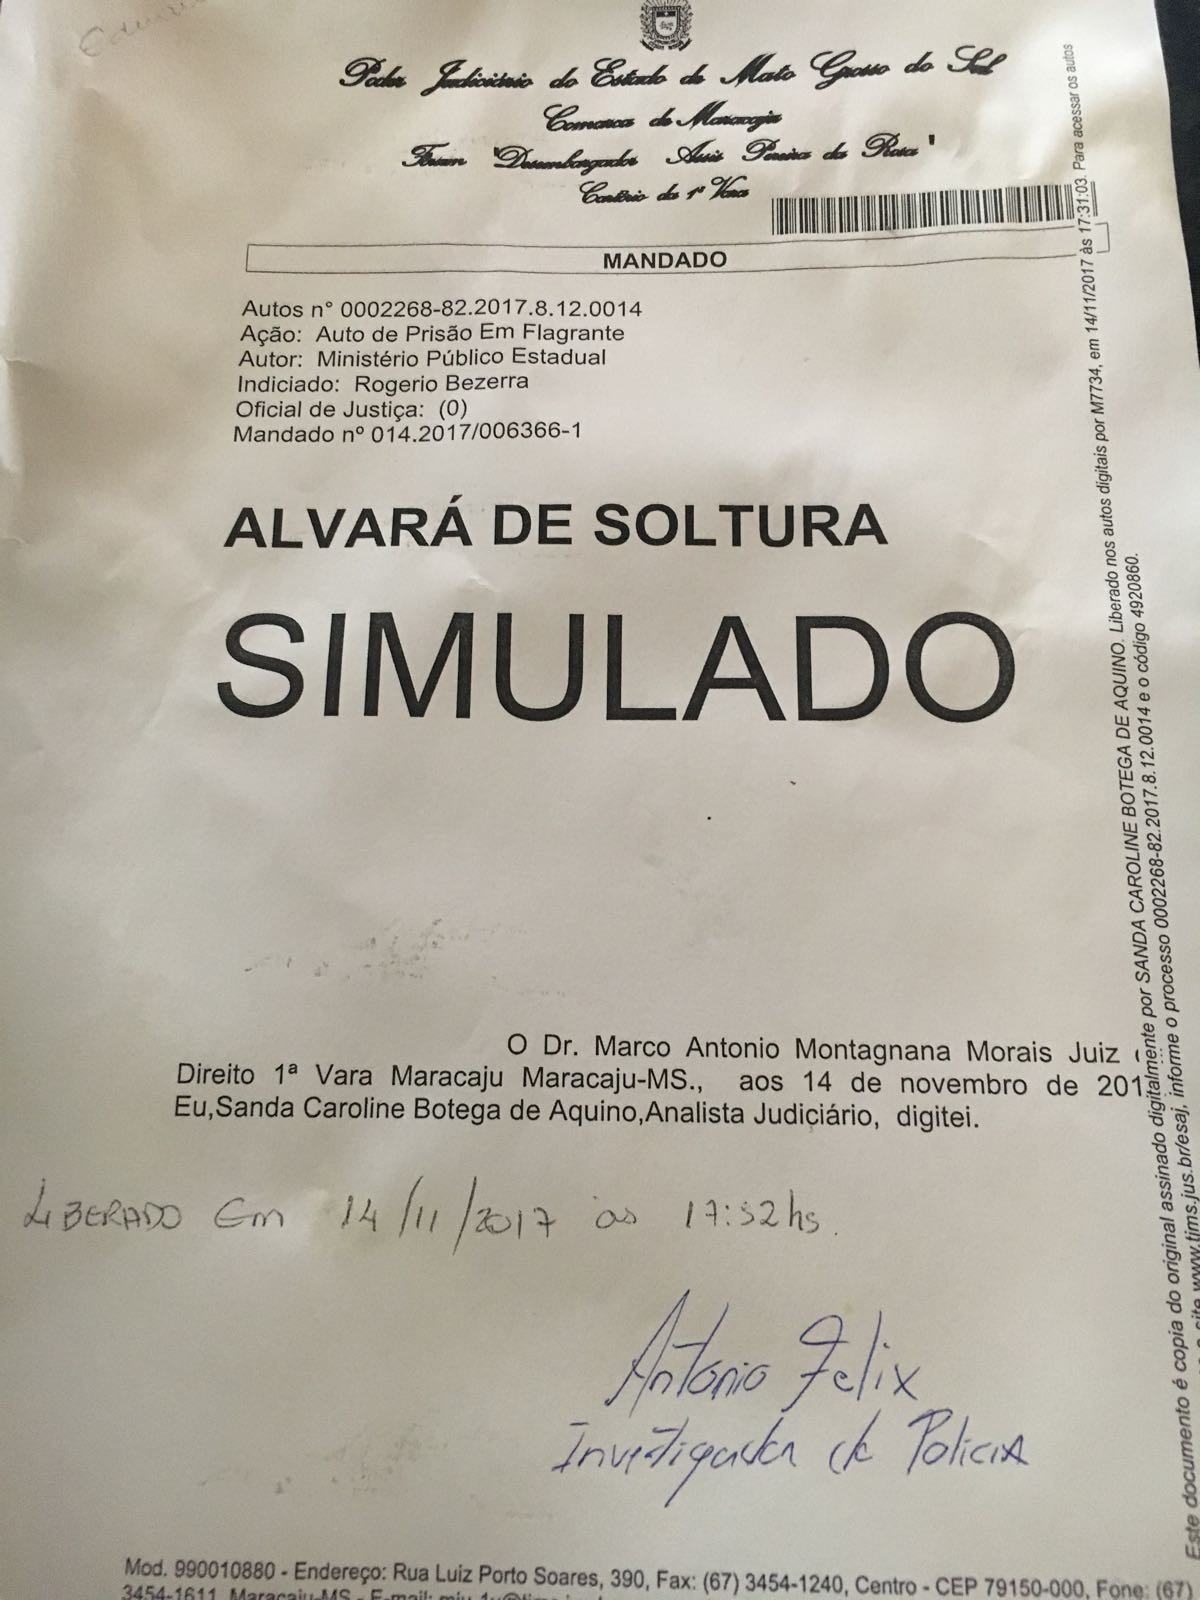 Poder Judiciário do Estado de Mato Grosso do Sul
Comarca de Maracaju
Fórum "Desembargador Assis Pereira da Rosa"
Cartório da 1ª Vara
MANDADO
Autos n° 0002268-82.2017.8.12.0014
Ação: Auto de Prisão Em Flagrante
Autor: Ministério Público Estadual
Indiciado: Rogerio Bezerra
Oficial de Justiça: (0)
Mandado nº 014.2017/006366-1
ALVARÁ DE SOLTURA
SIMULADO
O Dr. Marco Antonio Montagnana Morais Juiz
Direito 1ª Vara Maracaju Maracaju-MS., aos 14 de novembro de 201
Eu,Sanda Caroline Botega de Aquino,Analista Judiciário, digitei.
LIBERADO Em 14/11/2017 as 17:52hs.
Antonio Felix
Investigador de Policia
Mod. 990010880 - Endereço: Rua Luiz Porto Soares, 390, Fax: (67) 3454-1240, Centro - CEP 79150-000, Fone: (67)
3454-1611, Maracaju-MS - E-mail:
Este documento é copia do original assinado digitalmente por SANDA CAROLINE BOTEGA DE AQUINO. Liberado nos autos digitais por M7734, em 14/11/2017 às 17:31:03. Para acessar os autos
site www.tjms.jus.br/esaj, informe o processo 0002268-82.2017.8.12.0014 e o código 4920860.